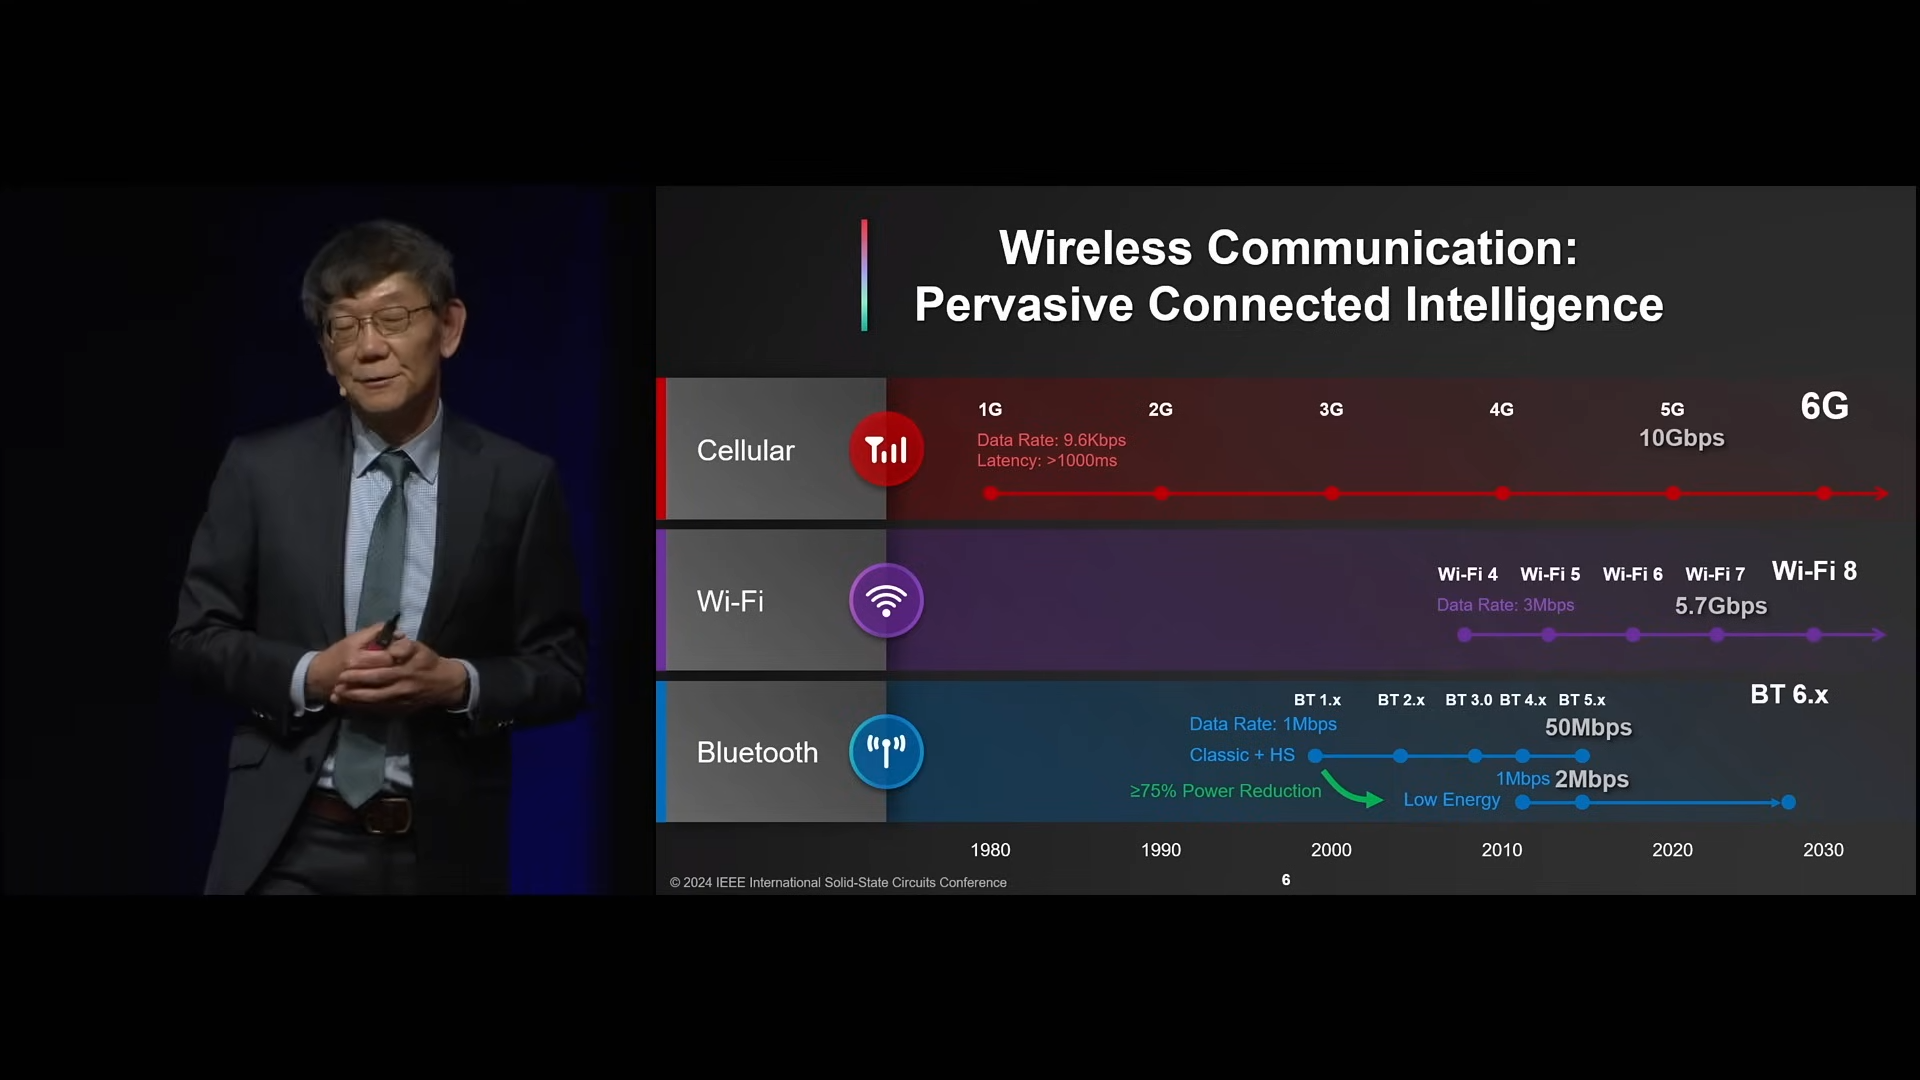 Wireless Communication:
Pervasive Connected Intelligence
Cellular
1G 2G 3G 4G 5G 6G
10Gbps
Data Rate: 9.6Kbps
Latency: >1000ms
Wi-Fi
Wi-Fi 4 Wi-Fi 5 Wi-Fi 6 Wi-Fi 7 Wi-Fi 8
Data Rate: 3Mbps 5.7Gbps
Bluetooth
BT 1.x BT 2.x BT 3.0 BT 4.x BT 5.x BT 6.x
Data Rate: 1Mbps 50Mbps
Classic + HS
1Mbps 2Mbps
≥75% Power Reduction
Low Energy
1980 1990 2000 2010 2020 2030
© 2024 IEEE International Solid-State Circuits Conference
6